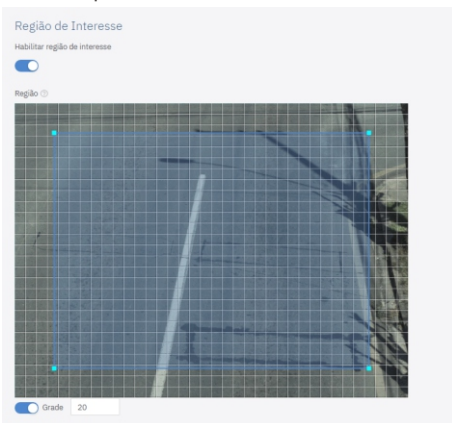 Região de Interesse
Habilitar região de interesse
Região
Grade 20